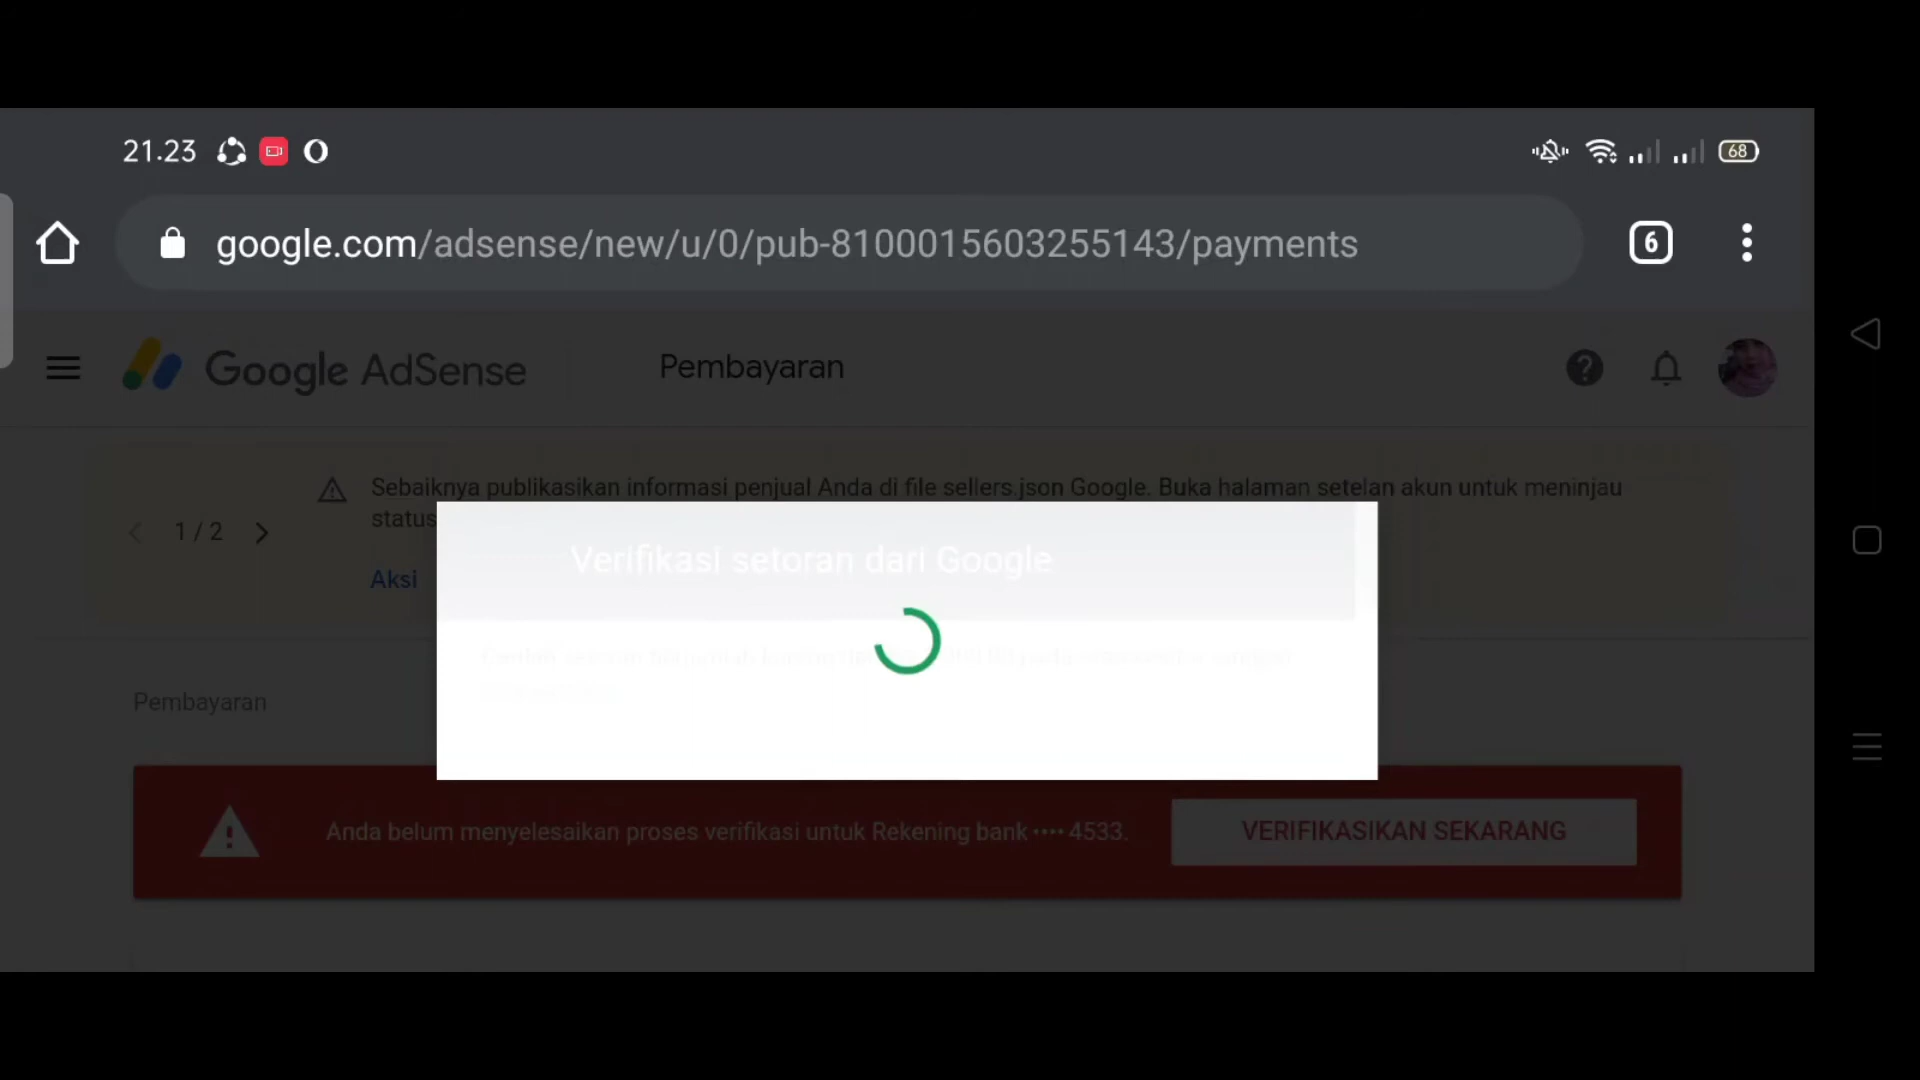 21.23
68
google.com/adsense/new/u/0/pub-8100015603255143/payments
6
Google AdSense
Pembayaran
Sebaiknya publikasikan informasi penjual Anda di file sellers.json Google. Buka halaman setelan akun untuk meninjau
status
1 / 2
Aksi
Verifikasi setoran dari Google
Pembayaran
Anda belum menyelesaikan proses verifikasi untuk Rekening bank •••• 4533.
VERIFIKASIKAN SEKARANG